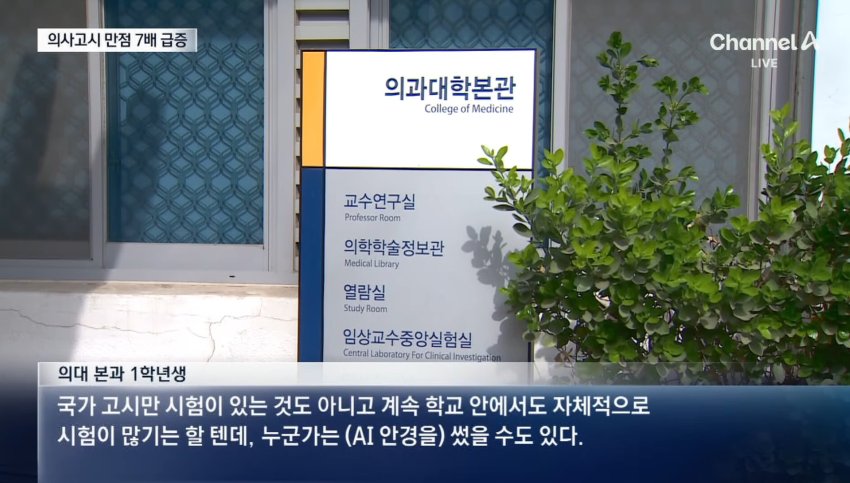 의사고시 만점 7배 급증
Channel A
LIVE
의과대학본관
College of Medicine
교수연구실
Professor Room
의학학술정보관
Medical Library
열람실
Study Room
임상교수중앙실험실
Central Laboratory For Clinical Investigation
의대 본과 1학년생
국가 고시만 시험이 있는 것도 아니고 계속 학교 안에서도 자체적으로
시험이 많기는 할 텐데, 누군가는 (AI 안경을) 썼을 수도 있다.